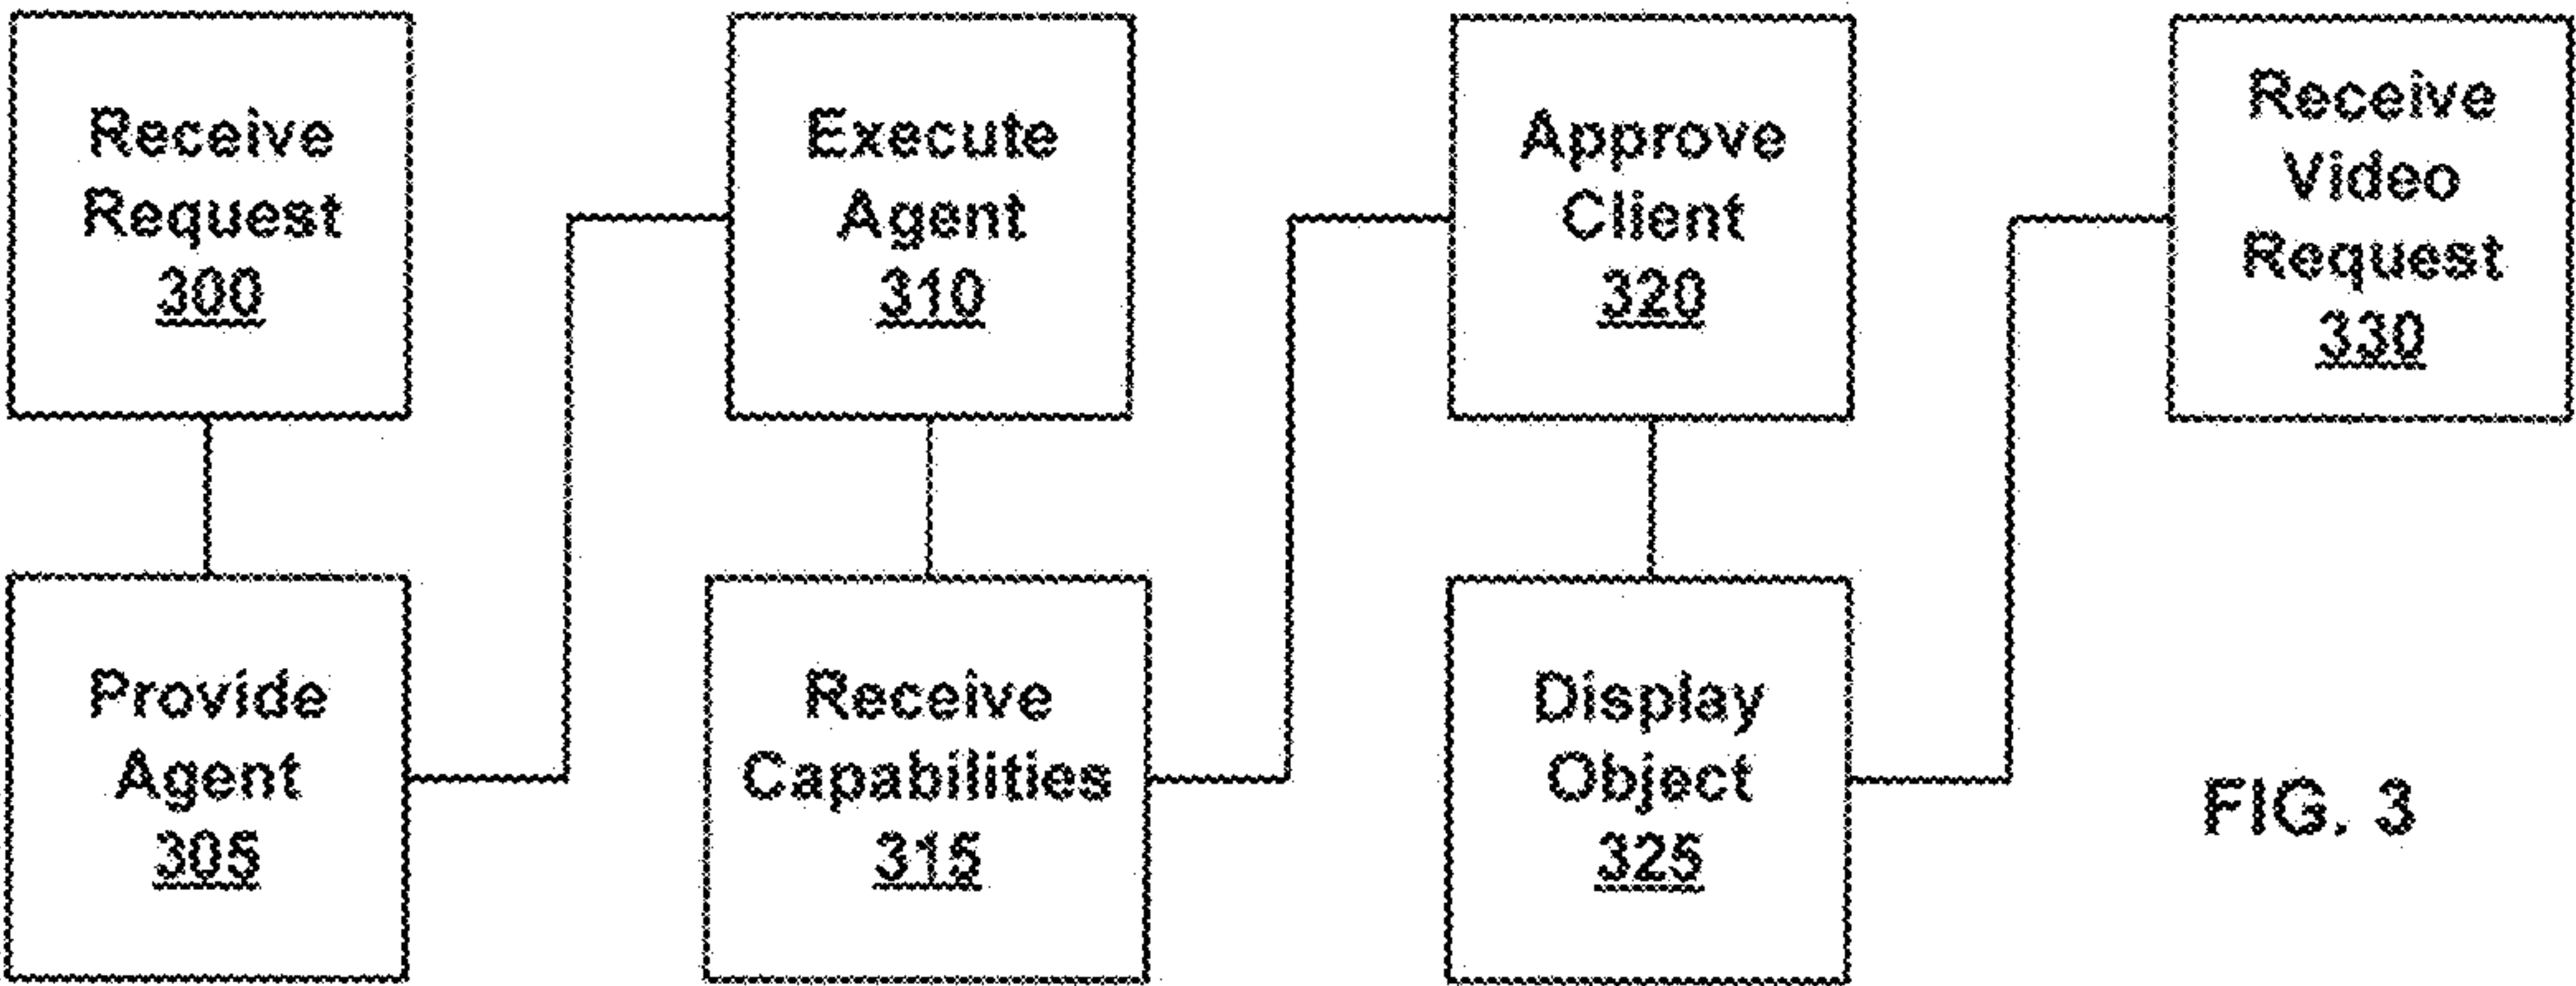 Receive
Request
300
Provide
Agent
305
Execute
Agent
310
Receive
Capabilities
315
Approve
Client
320
Display
Object
325
Receive
Video
Request
330
FIG. 3